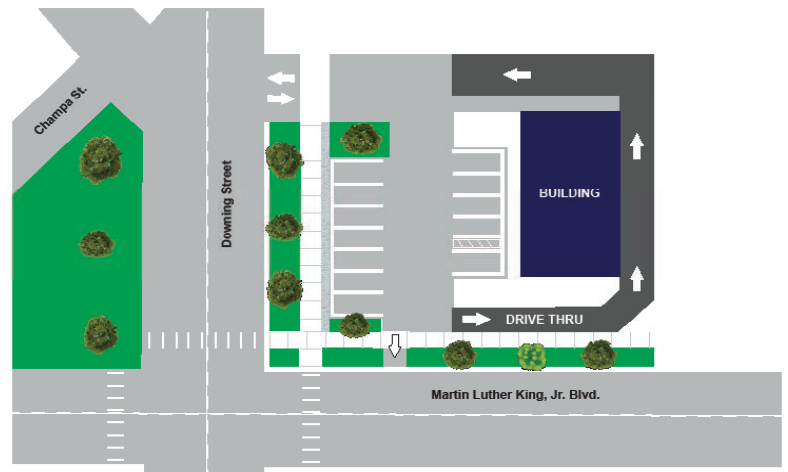 Champa St.
Downing Street
BUILDING
DRIVE THRU
Martin Luther King, Jr. Blvd.